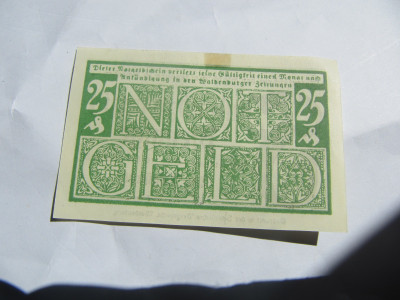 Dieser Notgeldschein verliert seine Gültigkeit einen Monat nach
Ankündigung in den Waldenburger Zeitungen
25 NOT 25
GELD